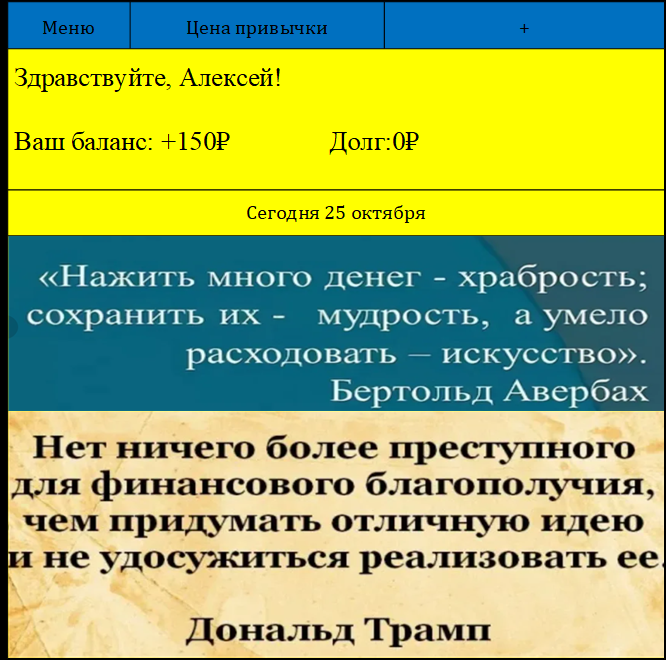 Меню Цена привычки +
Здравствуйте, Алексей!
Ваш баланс: +150₽ Долг:0₽
Сегодня 25 октября
«Нажить много денег - храбрость;
сохранить их - мудрость, а умело
расходовать – искусство».
Бертольд Авербах
Нет ничего более преступного
для финансового благополучия,
чем придумать отличную идею
и не удосужиться реализовать ее.
Дональд Трамп